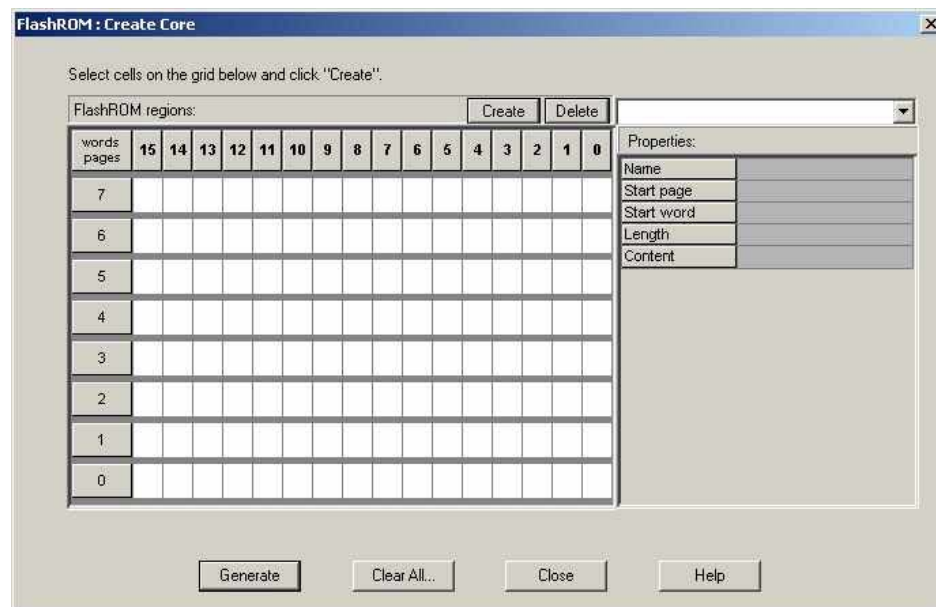 FlashROM : Create Core
Select cells on the grid below and click "Create".
FlashROM regions:
Create
Delete
words
pages
15 14 13 12 11 10 9 8 7 6 5 4 3 2 1 0
7
6
5
4
3
2
1
0
Properties:
Name
Start page
Start word
Length
Content
Generate
Clear All...
Close
Help